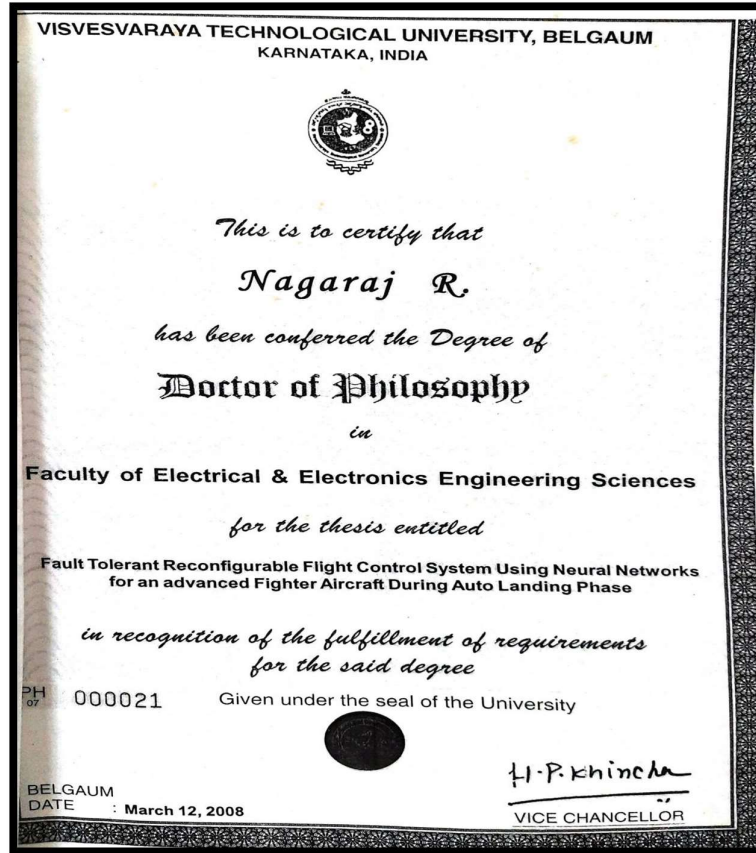 VISVESVARAYA TECHNOLOGICAL UNIVERSITY, BELGAUM
KARNATAKA, INDIA
This is to certify that
Nagaraj R.
has been conferred the Degree of
Doctor of Philosophy
in
Faculty of Electrical & Electronics Engineering Sciences
for the thesis entitled
Fault Tolerant Reconfigurable Flight Control System Using Neural Networks
for an advanced Fighter Aircraft During Auto Landing Phase
in recognition of the fulfillment of requirements
for the said degree
PH
07 000021 Given under the seal of the University
H.P. Khincha
BELGAUM
DATE : March 12, 2008
VICE CHANCELLOR